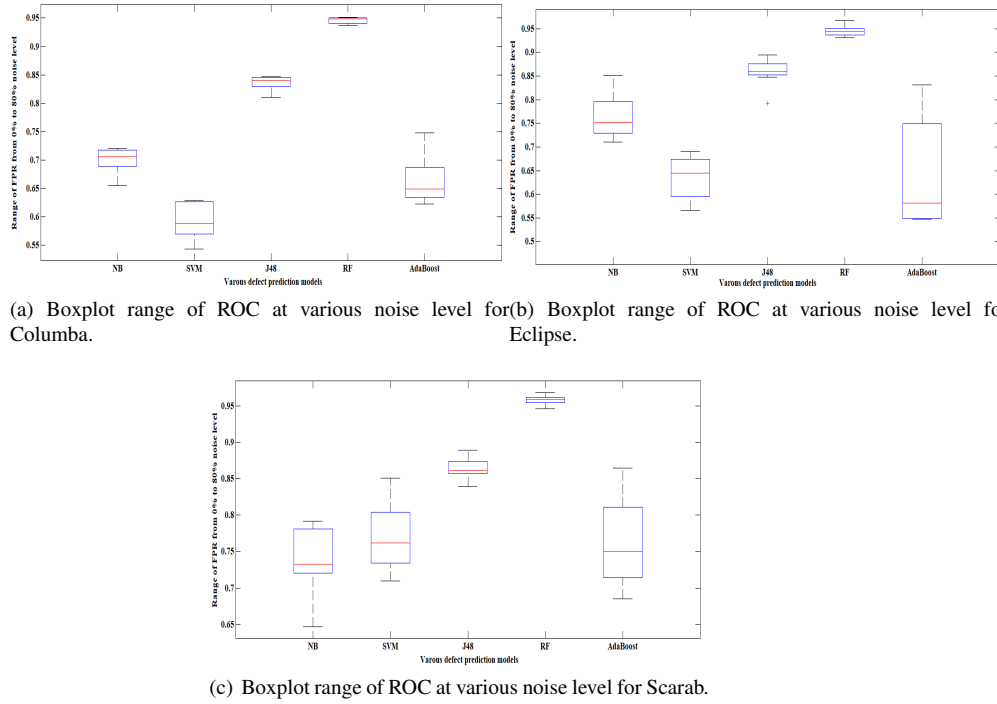 Range of FPR from 0% to 80% noise level
0.95
0.9
0.85
0.8
0.75
0.7
0.65
0.6
0.55
NB SVM J48 RF AdaBoost
Varous defect prediction models
(a) Boxplot range of ROC at various noise level for
Columba.
Range of FPR from 0% to 80% noise level
0.95
0.9
0.85
0.8
0.75
0.7
0.65
0.6
0.55
0.5
NB SVM J48 RF AdaBoost
Varous defect prediction models
(b) Boxplot range of ROC at various noise level fo
Eclipse.
Range of FPR from 0% to 80% noise level
0.95
0.9
0.85
0.8
0.75
0.7
0.65
NB SVM J48 RF AdaBoost
Varous defect prediction models
(c) Boxplot range of ROC at various noise level for Scarab.